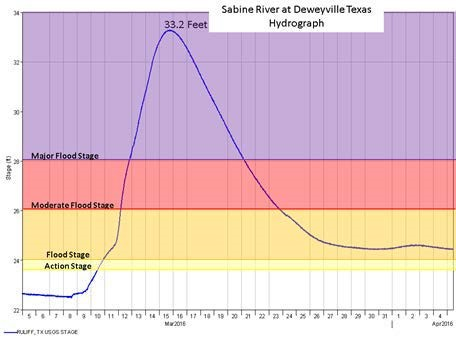 Sabine River at Deweyville Texas
Hydrograph
33.2 Feet
34
32
30
Stage (ft)
28
26
24
22
Major Flood Stage
Moderate Flood Stage
Flood Stage
Action Stage
5 6 7 8 9 10 11 12 13 14 15 16 17 18 19 20 21 22 23 24 25 26 27 28 29 30 31 1 2 3 4
Mar2016 Apr2016
RULIFF, TX USGS STAGE